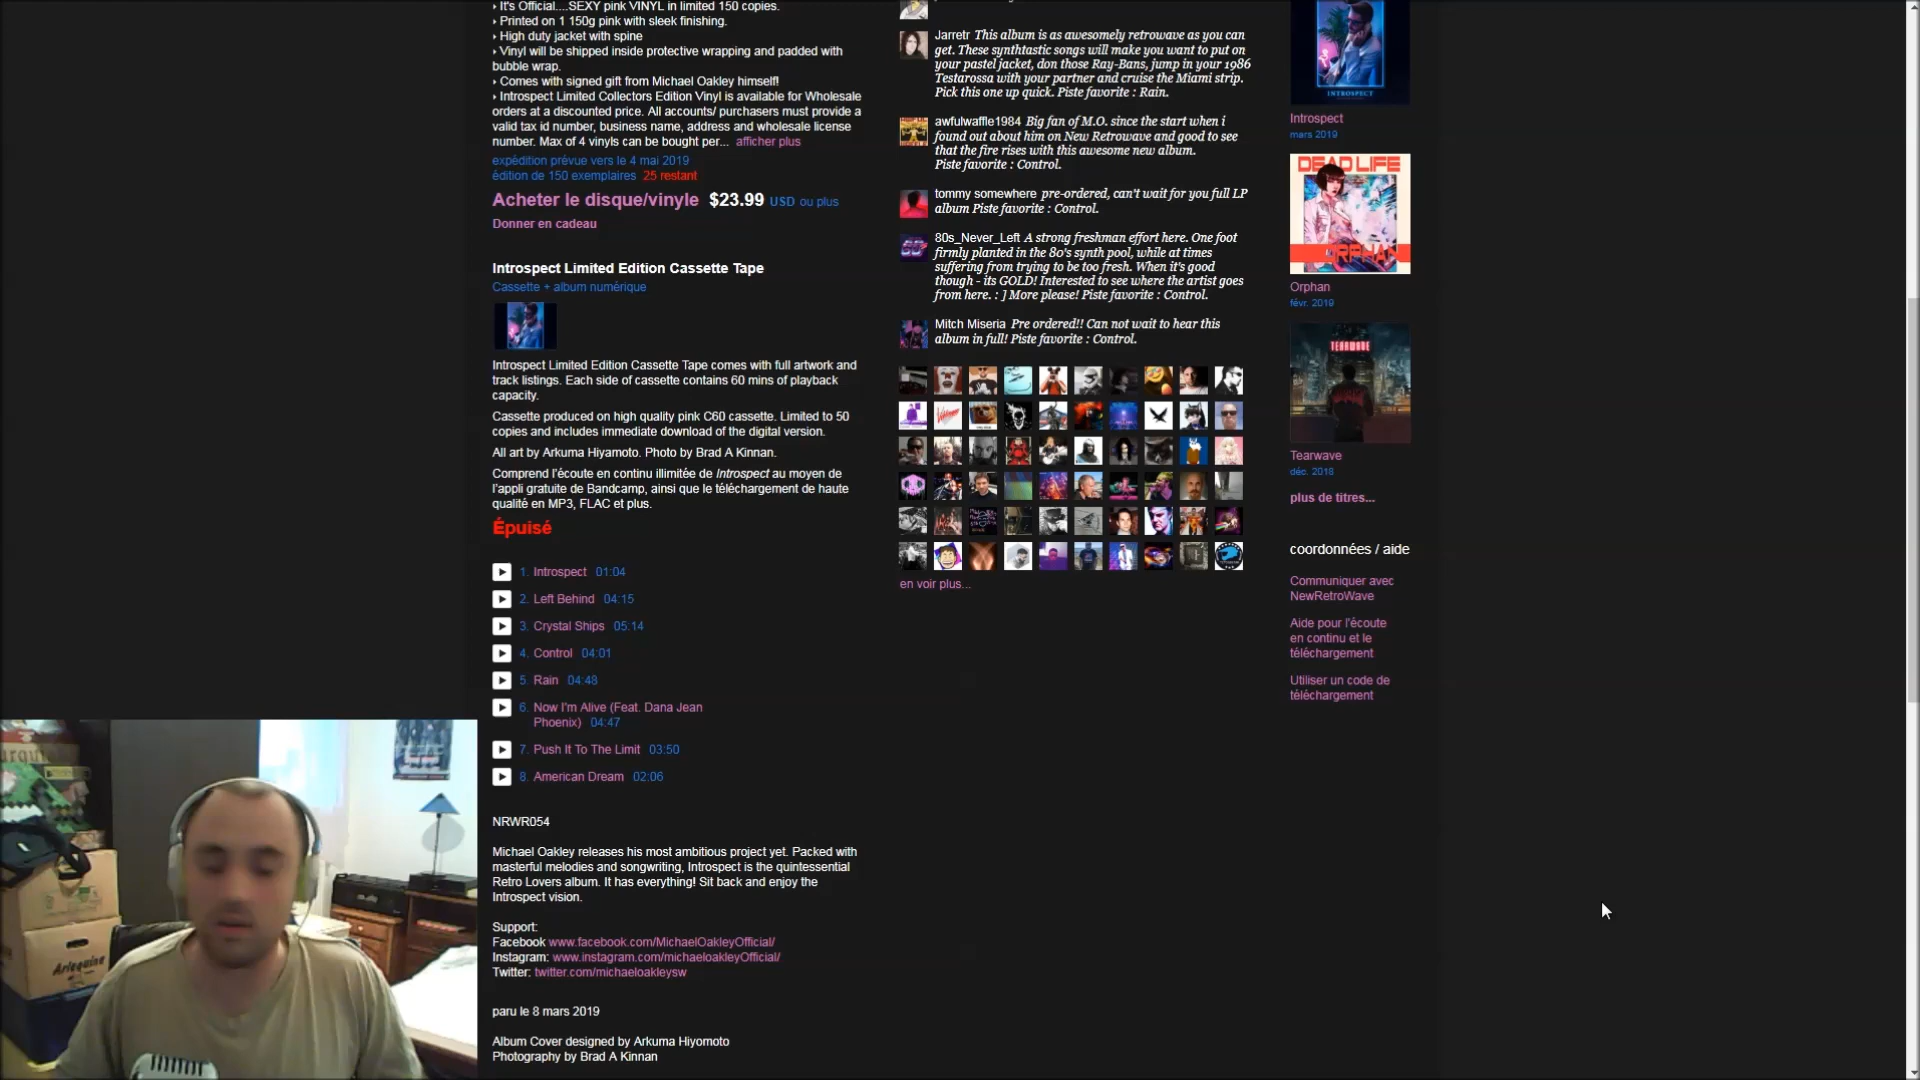 › It's Official....SEXY pink VINYL in limited 150 copies.
› Printed on 1 150g pink with sleek finishing.
› High duty jacket with spine
› Vinyl will be shipped inside protective wrapping and padded with
bubble wrap.
› Comes with signed gift from Michael Oakley himself!
› Introspect Limited Collectors Edition Vinyl is available for Wholesale
orders at a discounted price. All accounts/ purchasers must provide a
valid tax id number, business name, address and wholesale license
number. Max of 4 vinyls can be bought per... afficher plus
expédition prévue vers le 4 mai 2019
édition de 150 exemplaires 25 restant
Acheter le disque/vinyle $23.99 USD ou plus
Donner en cadeau
Introspect Limited Edition Cassette Tape
Cassette + album numérique
Introspect Limited Edition Cassette Tape comes with full artwork and
track listings. Each side of cassette contains 60 mins of playback
capacity.
Cassette produced on high quality pink C60 cassette. Limited to 50
copies and includes immediate download of the digital version.
All art by Arkuma Hiyamoto. Photo by Brad A Kinnan.
Comprend l'écoute en continu illimitée de Introspect au moyen de
l'appli gratuite de Bandcamp, ainsi que le téléchargement de haute
qualité en MP3, FLAC et plus.
Épuisé
1. Introspect 01:04
2. Left Behind 04:15
3. Crystal Ships 05:14
4. Control 04:01
5. Rain 04:48
6. Now I'm Alive (Feat. Dana Jean
Phoenix) 04:47
7. Push It To The Limit 03:50
8. American Dream 02:06
NRWR054
Michael Oakley releases his most ambitious project yet. Packed with
masterful melodies and songwriting, Introspect is the quintessential
Retro Lovers album. It has everything! Sit back and enjoy the
Introspect vision.
Support:
Facebook www.facebook.com/MichaelOakleyOfficial/
Instagram: www.instagram.com/michaeloakleyOfficial/
Twitter: twitter.com/michaeloakleysw
paru le 8 mars 2019
Album Cover designed by Arkuma Hiyomoto
Photography by Brad A Kinnan
Jarretr This album is as awesomely retrowave as you can
get. These synthtastic songs will make you want to put on
your pastel jacket, don those Ray-Bans, jump in your 1986
Testarossa with your partner and cruise the Miami strip.
Pick this one up quick. Piste favorite : Rain.
awfulwaffle1984 Big fan of M.O. since the start when i
found out about him on New Retrowave and good to see
that the fire rises with this awesome new album.
Piste favorite : Control.
tommy somewhere pre-ordered, can't wait for you full LP
album Piste favorite : Control.
80s_Never_Left A strong freshman effort here. One foot
firmly planted in the 80's synth pool, while at times
suffering from trying to be too fresh. When it's good
though - its GOLD! Interested to see where the artist goes
from here. : ] More please! Piste favorite : Control.
Mitch Miseria Pre ordered!! Can not wait to hear this
album in full! Piste favorite : Control.
en voir plus...
INTROSPECT
Introspect
mars 2019
DEAD LIFE
ORPHAN
Orphan
févr. 2019
TEARWAVE
Tearwave
déc. 2018
plus de titres...
coordonnées / aide
Communiquer avec
NewRetroWave
Aide pour l'écoute
en continu et le
téléchargement
Utiliser un code de
téléchargement
Arlequine